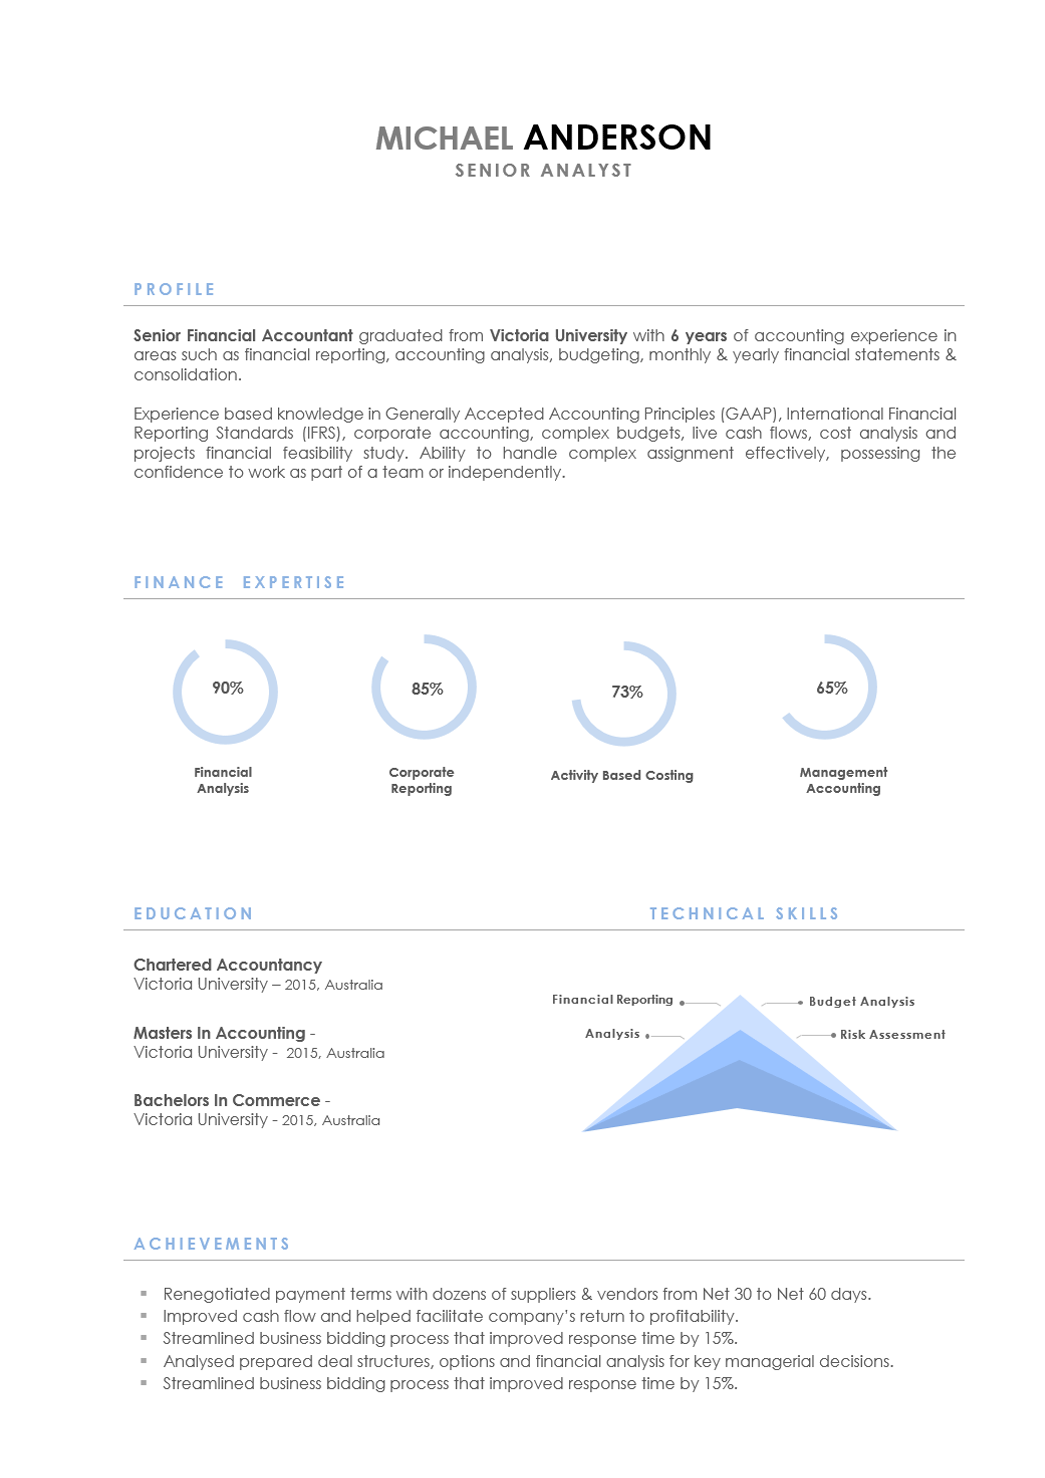 MICHAEL ANDERSON
SENIOR ANALYST
PROFILE
Senior Financial Accountant graduated from Victoria University with 6 years of accounting experience in
areas such as financial reporting, accounting analysis, budgeting, monthly & yearly financial statements &
consolidation.
Experience based knowledge in Generally Accepted Accounting Principles (GAAP), International Financial
Reporting Standards (IFRS), corporate accounting, complex budgets, live cash flows, cost analysis and
projects financial feasibility study. Ability to handle complex assignment effectively, possessing the
confidence to work as part of a team or independently.
FINANCE EXPERTISE
90%
85%
73%
65%
Financial
Analysis
Corporate
Reporting
Activity Based Costing
Management
Accounting
EDUCATION
Chartered Accountancy
Victoria University – 2015, Australia
Masters In Accounting -
Victoria University - 2015, Australia
Bachelors In Commerce -
Victoria University - 2015, Australia
TECHNICAL SKILLS
Financial Reporting
Budget Analysis
Analysis
Risk Assessment
ACHIEVEMENTS
▪ Renegotiated payment terms with dozens of suppliers & vendors from Net 30 to Net 60 days.
▪ Improved cash flow and helped facilitate company’s return to profitability.
▪ Streamlined business bidding process that improved response time by 15%.
▪ Analysed prepared deal structures, options and financial analysis for key managerial decisions.
▪ Streamlined business bidding process that improved response time by 15%.